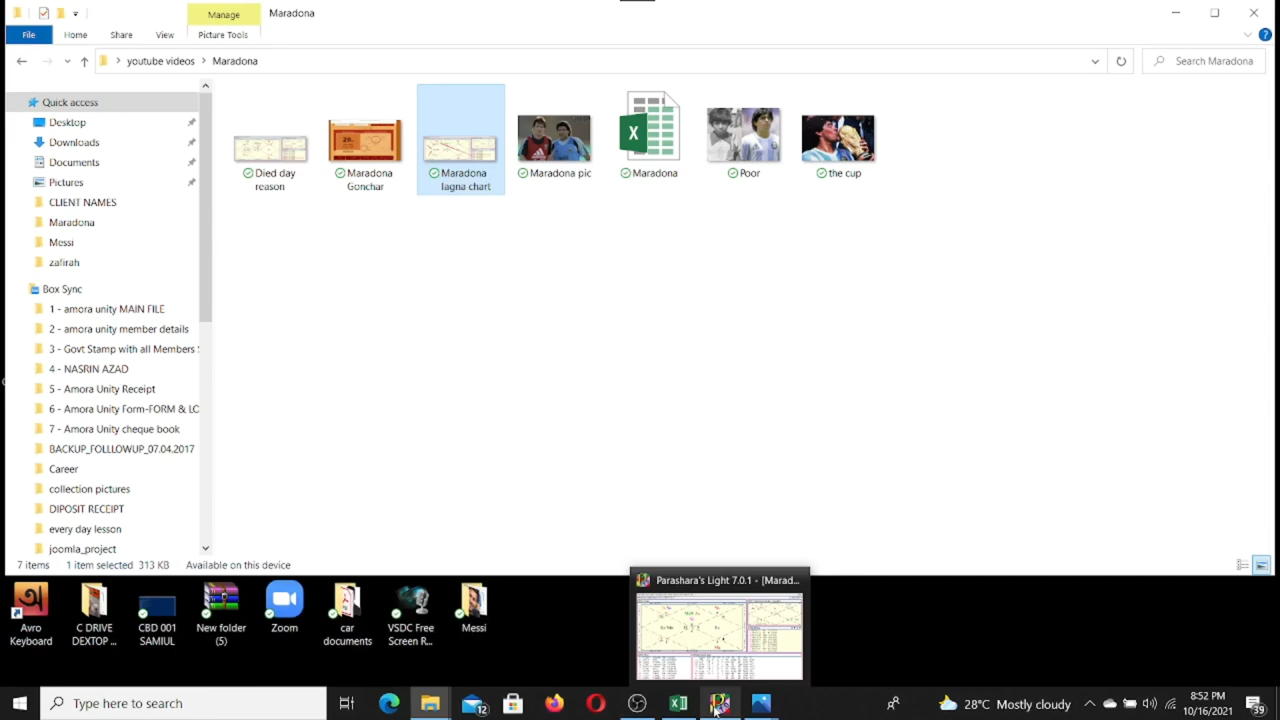 Manage
Maradona
File
Home
Share
View
Picture Tools
youtube videos
Maradona
Search Maradona
Quick access
Desktop
Downloads
Documents
Pictures
CLIENT NAMES
Maradona
Messi
zafirah
Box Sync
1 - amora unity MAIN FILE
2 - amora unity member details
3 - Govt Stamp with all Members
4 - NASRIN AZAD
5 - Amora Unity Receipt
6 - Amora Unity Form-FORM & LO
7 - Amora Unity cheque book
BACKUP_FOLLLOWUP_07.04.2017
Career
collection pictures
DIPOSIT RECEIPT
every day lesson
joomla_project
Died day
reason
Maradona
Gonchar
Maradona
lagna chart
Maradona pic
Maradona
Poor
the cup
7 items
1 item selected 313 KB
Available on this device
Parashara's Light 7.0.1 - [Marad...
Avro
Keyboard
C DRIVE
DEXTOP ...
CBD 001
SAMIUL
New folder
(5)
Zoom
car
documents
VSDC Free
Screen R...
Messi
Type here to search
12
28°C Mostly cloudy
8:52 PM
10/16/2021
39